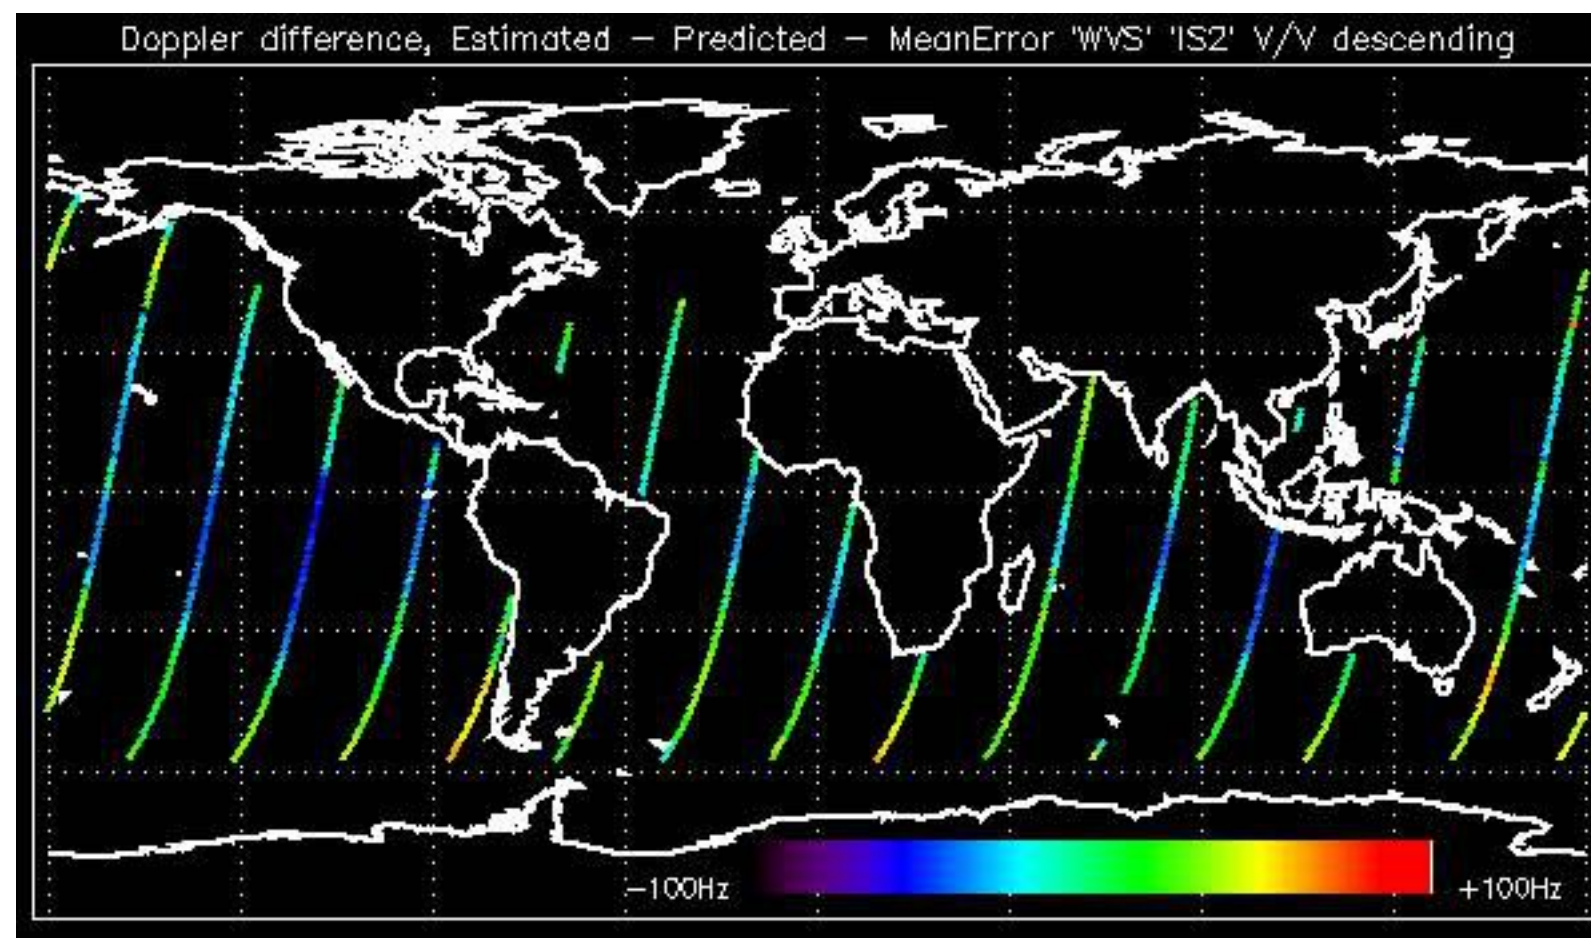 Doppler difference, Estimated − Predicted − MeanError 'WVS' 'IS2' V/V descending
−100Hz +100Hz